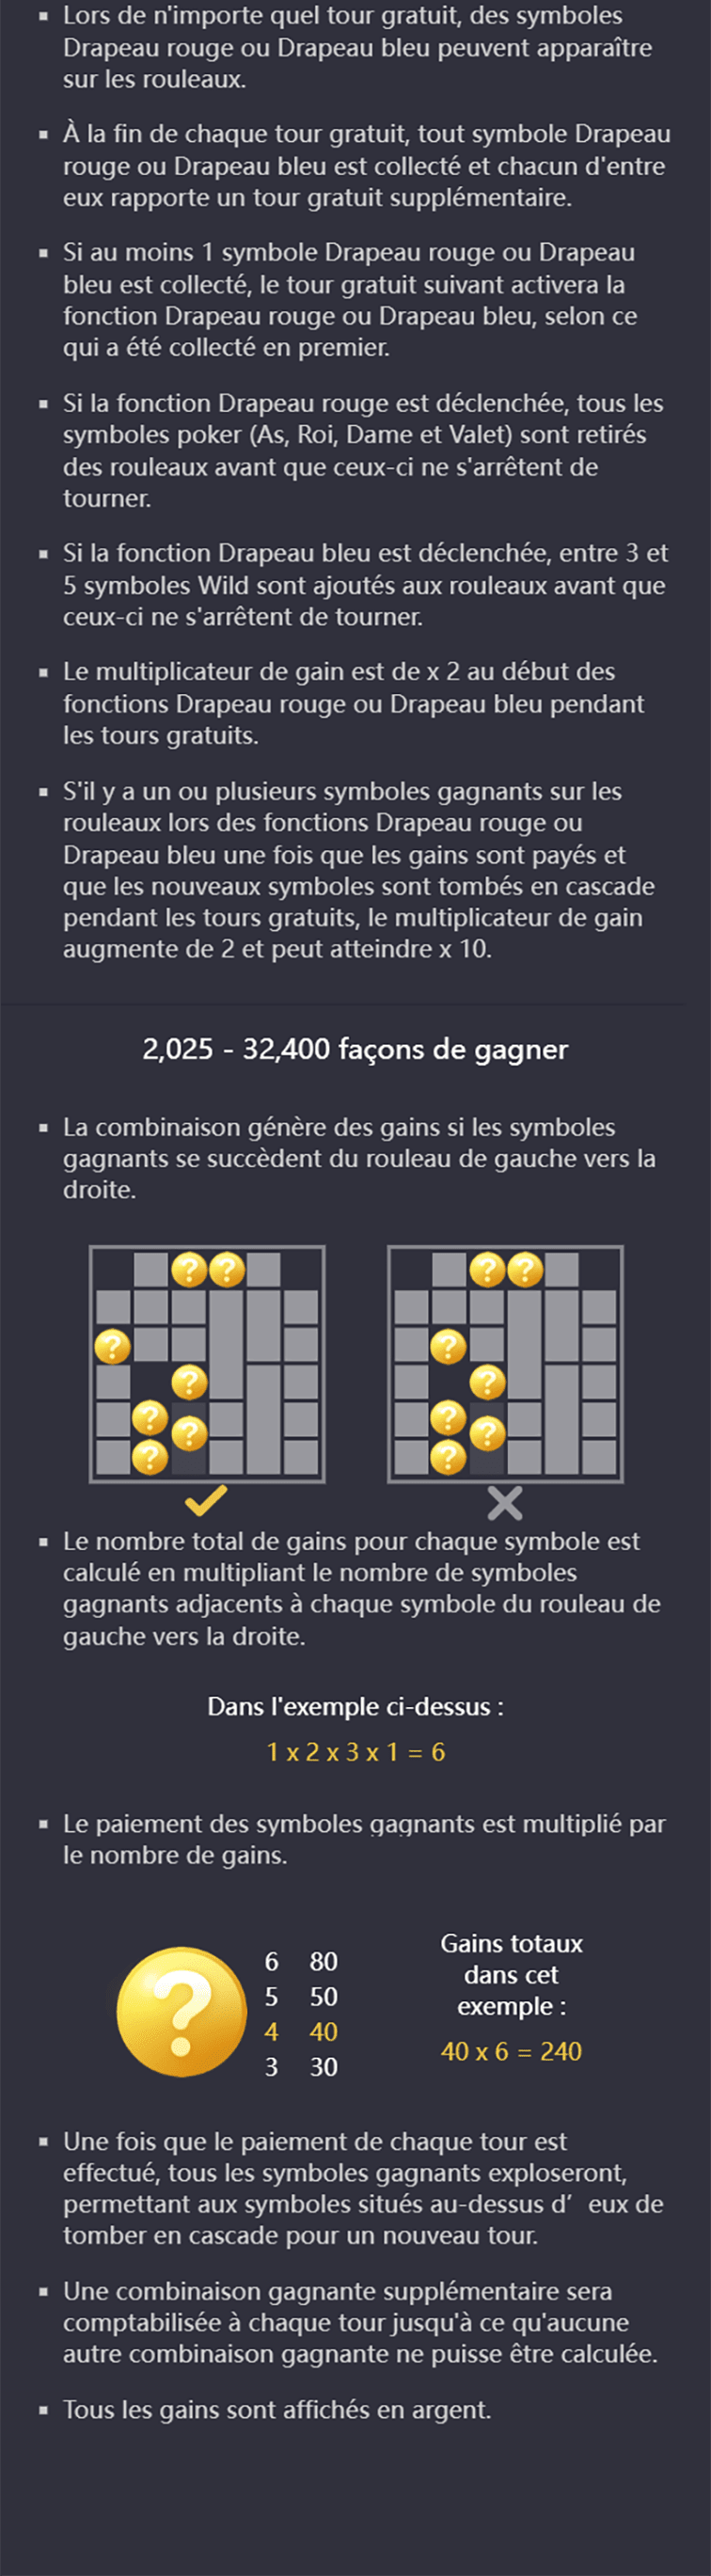 ▪ Lors de n'importe quel tour gratuit, des symboles
Drapeau rouge ou Drapeau bleu peuvent apparaître
sur les rouleaux.
▪ À la fin de chaque tour gratuit, tout symbole Drapeau
rouge ou Drapeau bleu est collecté et chacun d'entre
eux rapporte un tour gratuit supplémentaire.
▪ Si au moins 1 symbole Drapeau rouge ou Drapeau
bleu est collecté, le tour gratuit suivant activera la
fonction Drapeau rouge ou Drapeau bleu, selon ce
qui a été collecté en premier.
▪ Si la fonction Drapeau rouge est déclenchée, tous les
symboles poker (As, Roi, Dame et Valet) sont retirés
des rouleaux avant que ceux-ci ne s'arrêtent de
tourner.
▪ Si la fonction Drapeau bleu est déclenchée, entre 3 et
5 symboles Wild sont ajoutés aux rouleaux avant que
ceux-ci ne s'arrêtent de tourner.
▪ Le multiplicateur de gain est de x 2 au début des
fonctions Drapeau rouge ou Drapeau bleu pendant
les tours gratuits.
▪ S'il y a un ou plusieurs symboles gagnants sur les
rouleaux lors des fonctions Drapeau rouge ou
Drapeau bleu une fois que les gains sont payés et
que les nouveaux symboles sont tombés en cascade
pendant les tours gratuits, le multiplicateur de gain
augmente de 2 et peut atteindre x 10.
2,025 - 32,400 façons de gagner
▪ La combinaison génère des gains si les symboles
gagnants se succèdent du rouleau de gauche vers la
droite.
? ? ? ? ? ? ?
? ? ? ? ? ? ?
▪ Le nombre total de gains pour chaque symbole est
calculé en multipliant le nombre de symboles
gagnants adjacents à chaque symbole du rouleau de
gauche vers la droite.
Dans l'exemple ci-dessus :
1 x 2 x 3 x 1 = 6
▪ Le paiement des symboles gagnants est multiplié par
le nombre de gains.
?
6 80
5 50
4 40
3 30
Gains totaux
dans cet
exemple :
40 x 6 = 240
▪ Une fois que le paiement de chaque tour est
effectué, tous les symboles gagnants exploseront,
permettant aux symboles situés au-dessus d’ eux de
tomber en cascade pour un nouveau tour.
▪ Une combinaison gagnante supplémentaire sera
comptabilisée à chaque tour jusqu'à ce qu'aucune
autre combinaison gagnante ne puisse être calculée.
▪ Tous les gains sont affichés en argent.